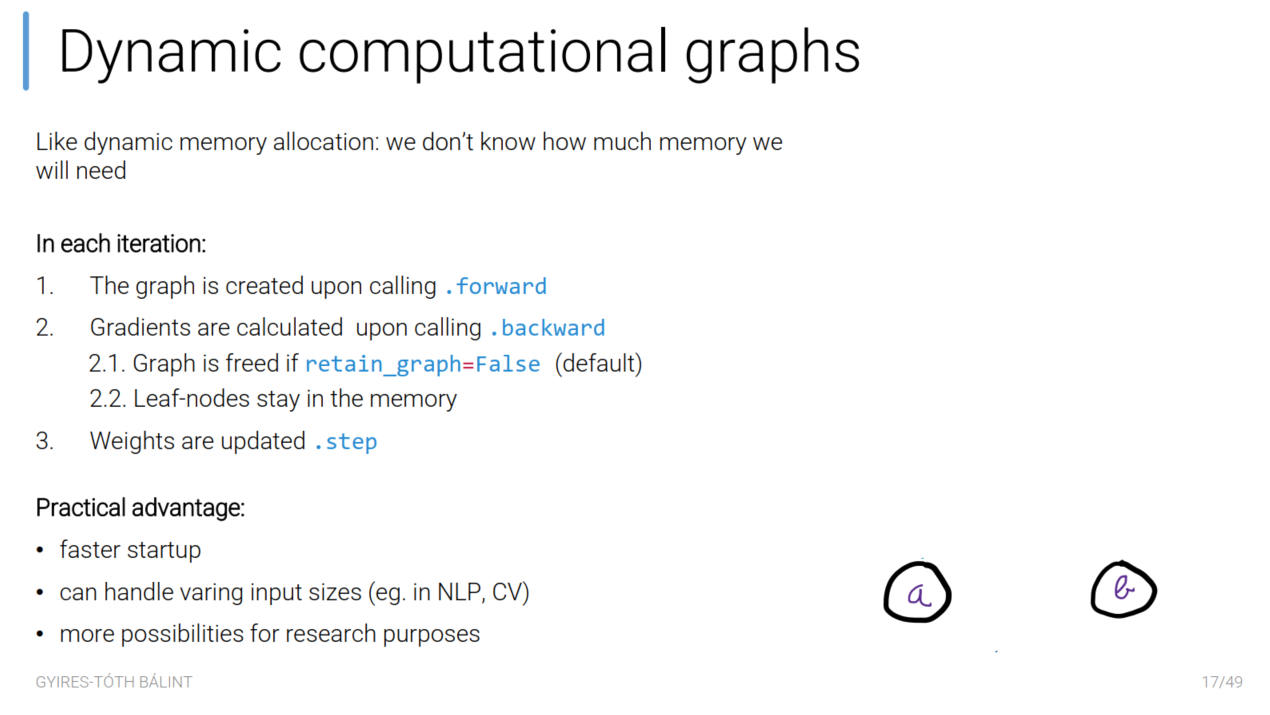 Dynamic computational graphs
Like dynamic memory allocation: we don't know how much memory we
will need
In each iteration:
1. The graph is created upon calling .forward
2. Gradients are calculated upon calling .backward
2.1. Graph is freed if retain_graph=False (default)
2.2. Leaf-nodes stay in the memory
3. Weights are updated .step
Practical advantage:
• faster startup
• can handle varing input sizes (eg. in NLP, CV)
• more possibilities for research purposes
a b
GYIRES-TÓTH BÁLINT 17/49